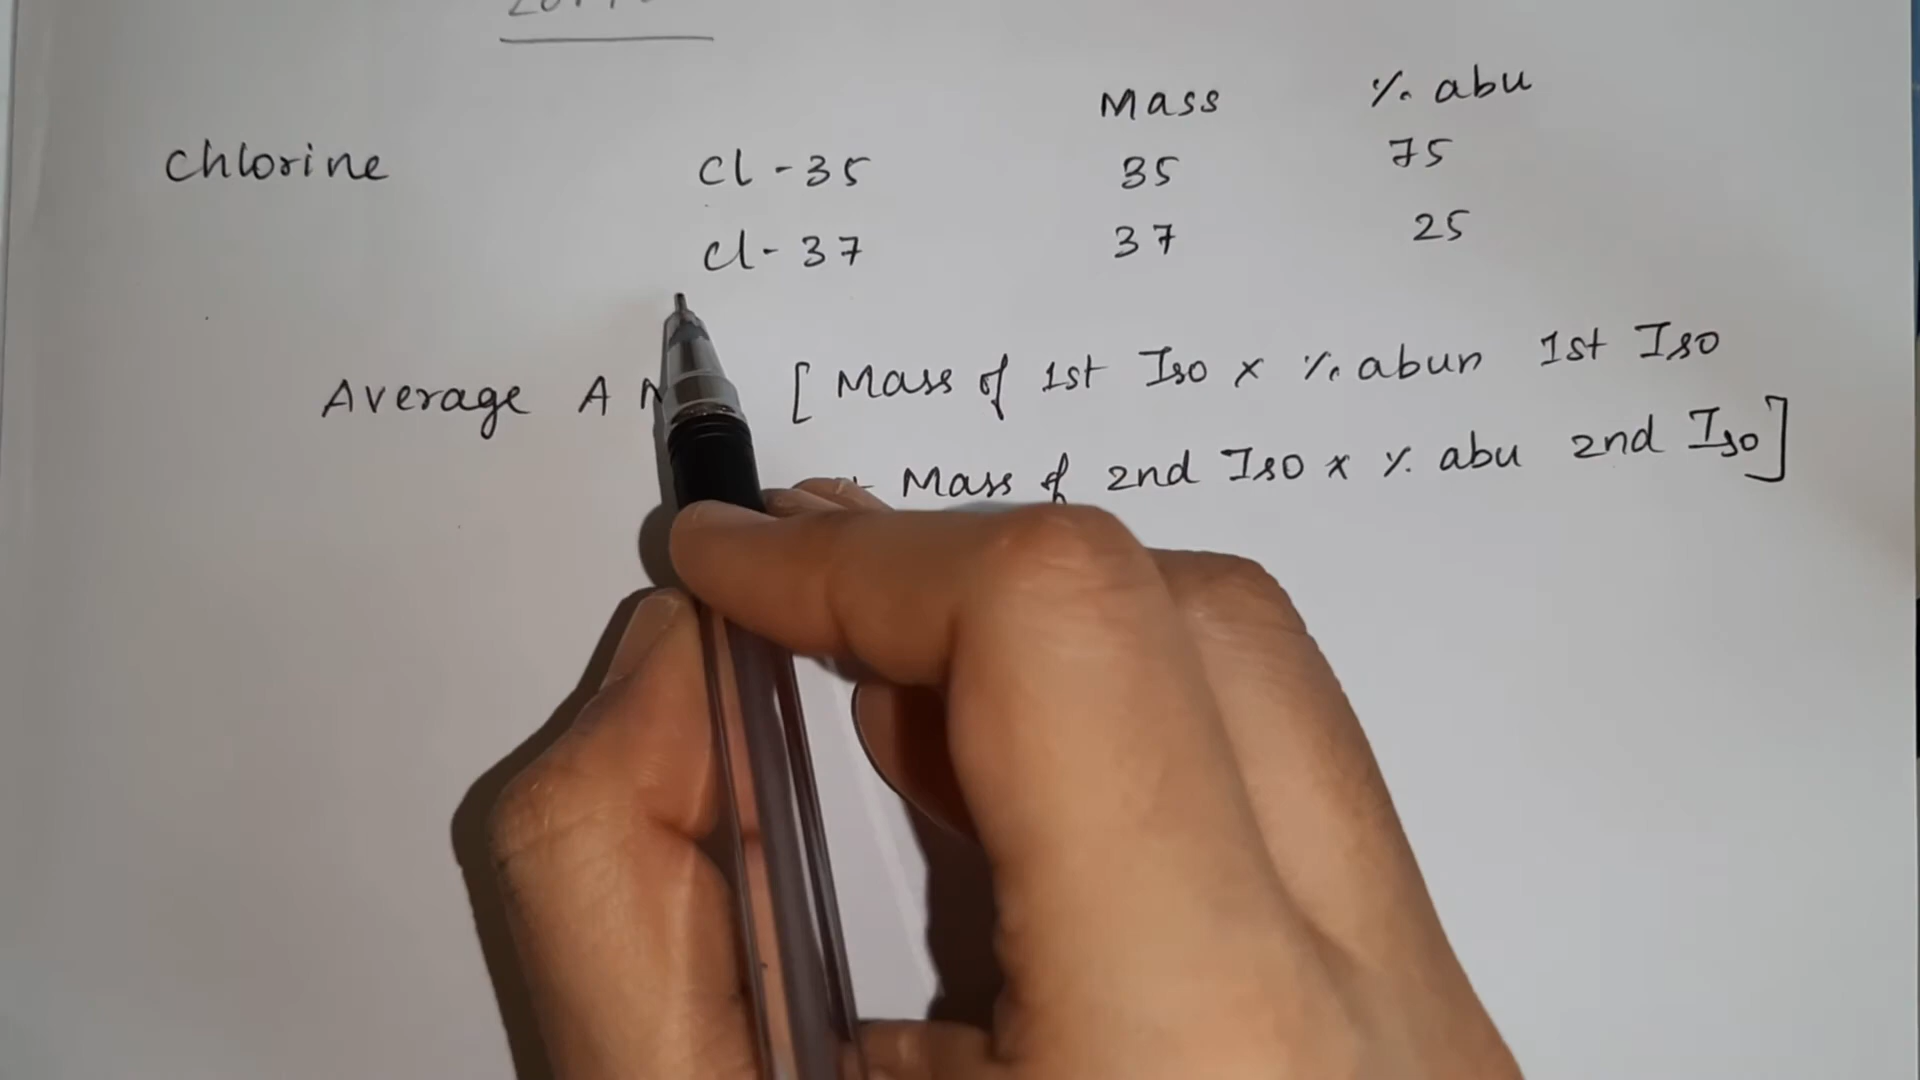 Mass % abu
Chlorine Cl-35 35 75
Cl-37 37 25
Average A [Mass of 1st Iso x % abun 1st Iso
+ Mass of 2nd Iso x % abu 2nd Iso]